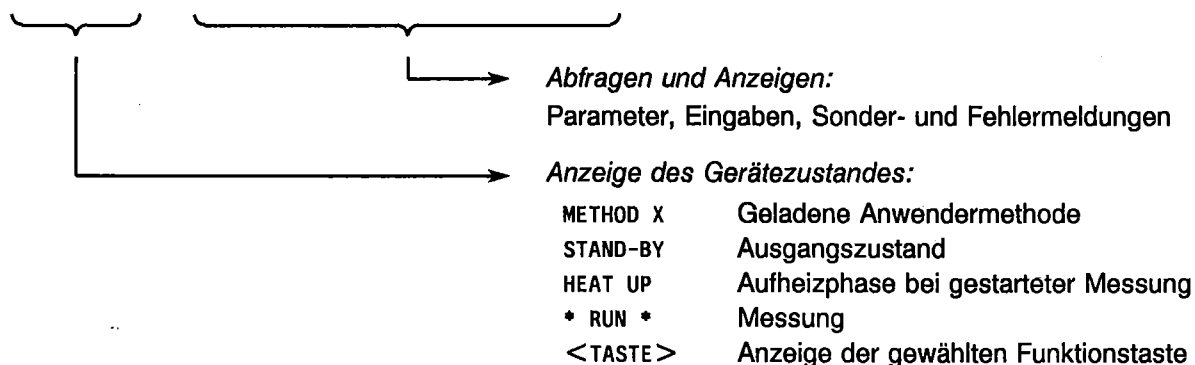 Abfragen und Anzeigen:
Parameter, Eingaben, Sonder- und Fehlermeldungen
Anzeige des Gerätezustandes:
METHOD X Geladene Anwendermethode
STAND-BY Ausgangszustand
HEAT UP Aufheizphase bei gestarteter Messung
* RUN * Messung
<TASTE> Anzeige der gewählten Funktionstaste